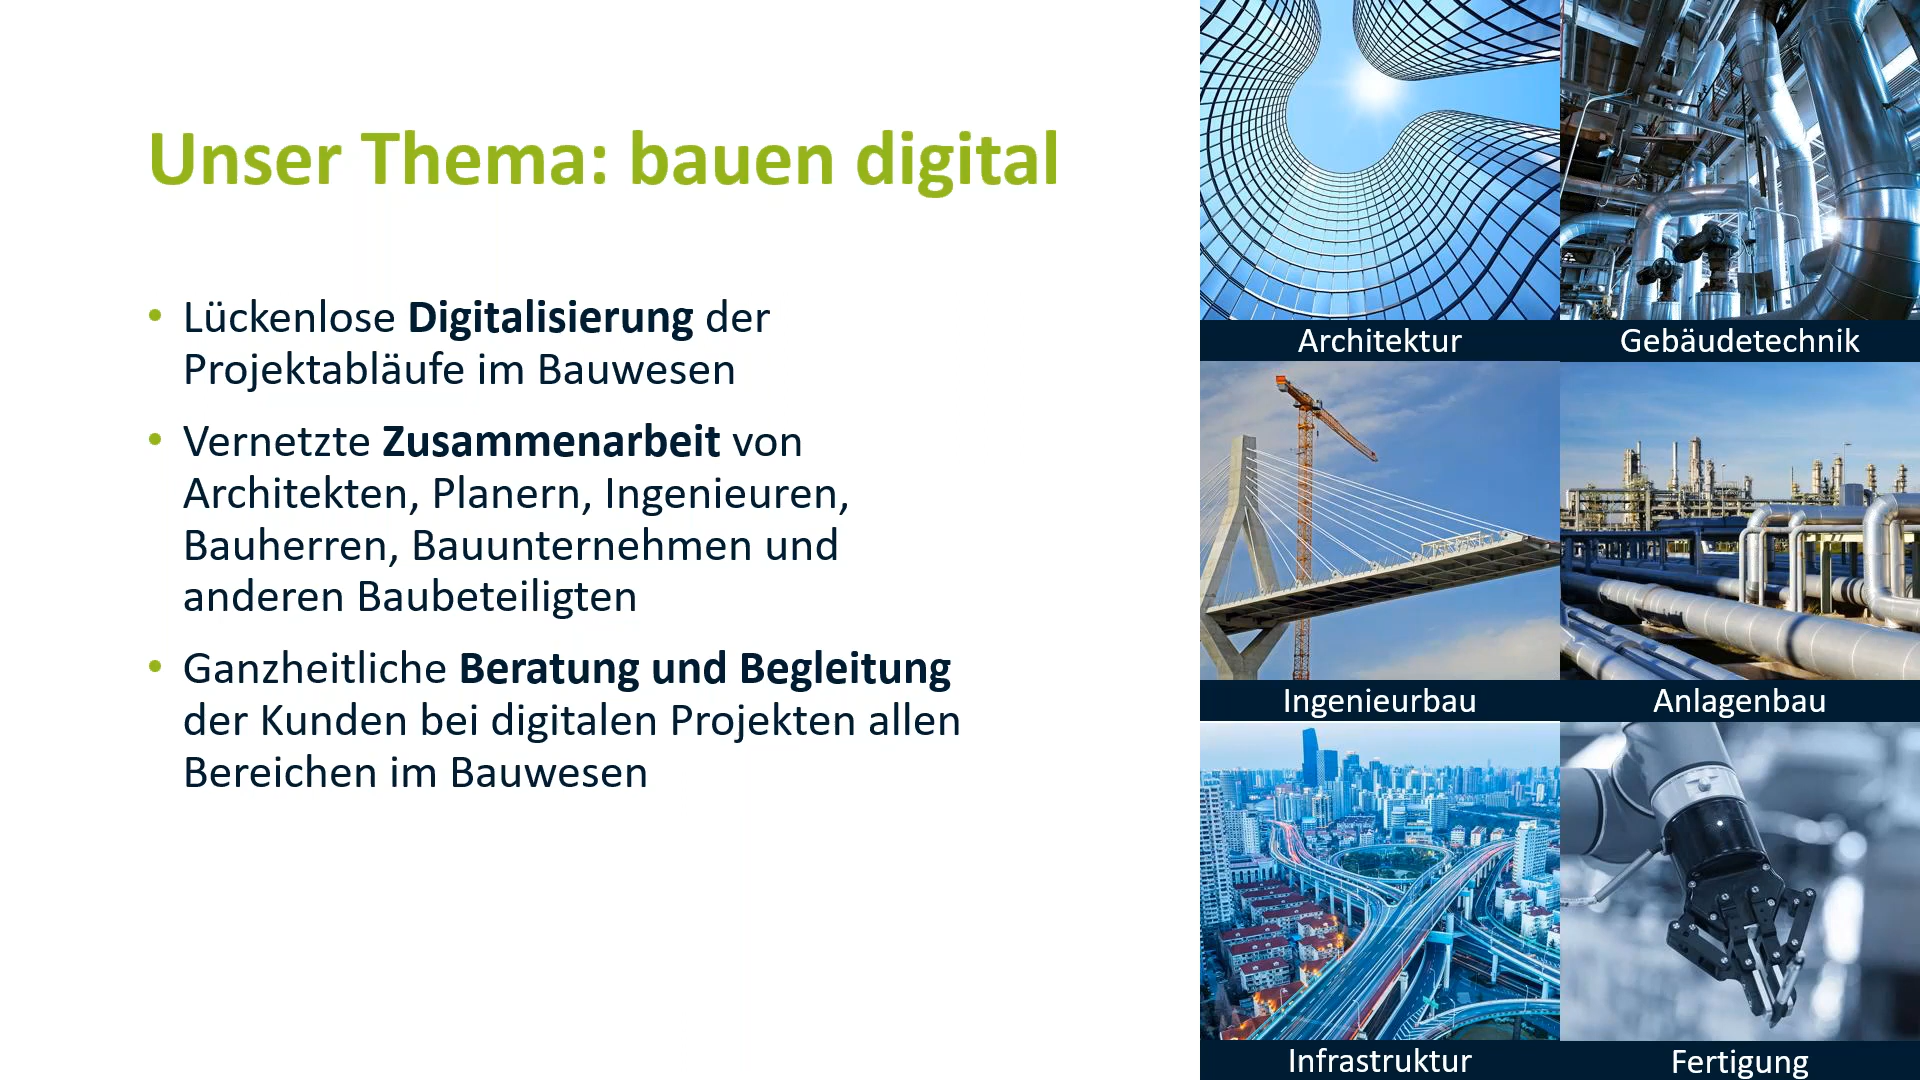 Unser Thema: bauen digital
• Lückenlose Digitalisierung der
Projektabläufe im Bauwesen
• Vernetzte Zusammenarbeit von
Architekten, Planern, Ingenieuren,
Bauherren, Bauunternehmen und
anderen Baubeteiligten
• Ganzheitliche Beratung und Begleitung
der Kunden bei digitalen Projekten allen
Bereichen im Bauwesen
Architektur
Gebäudetechnik
Ingenieurbau
Anlagenbau
Infrastruktur
Fertigung